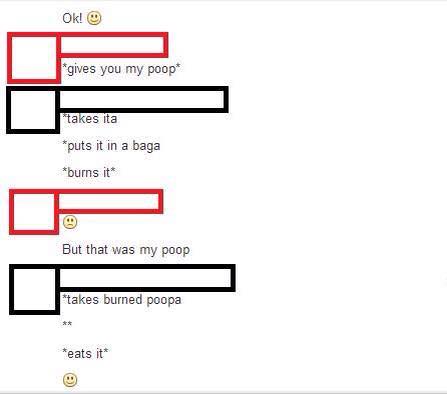 Ok! 🙂
*gives you my poop*
*takes ita
*puts it in a baga
*burns it*
🙁
But that was my poop
*takes burned poopa
**
*eats it*
🙂